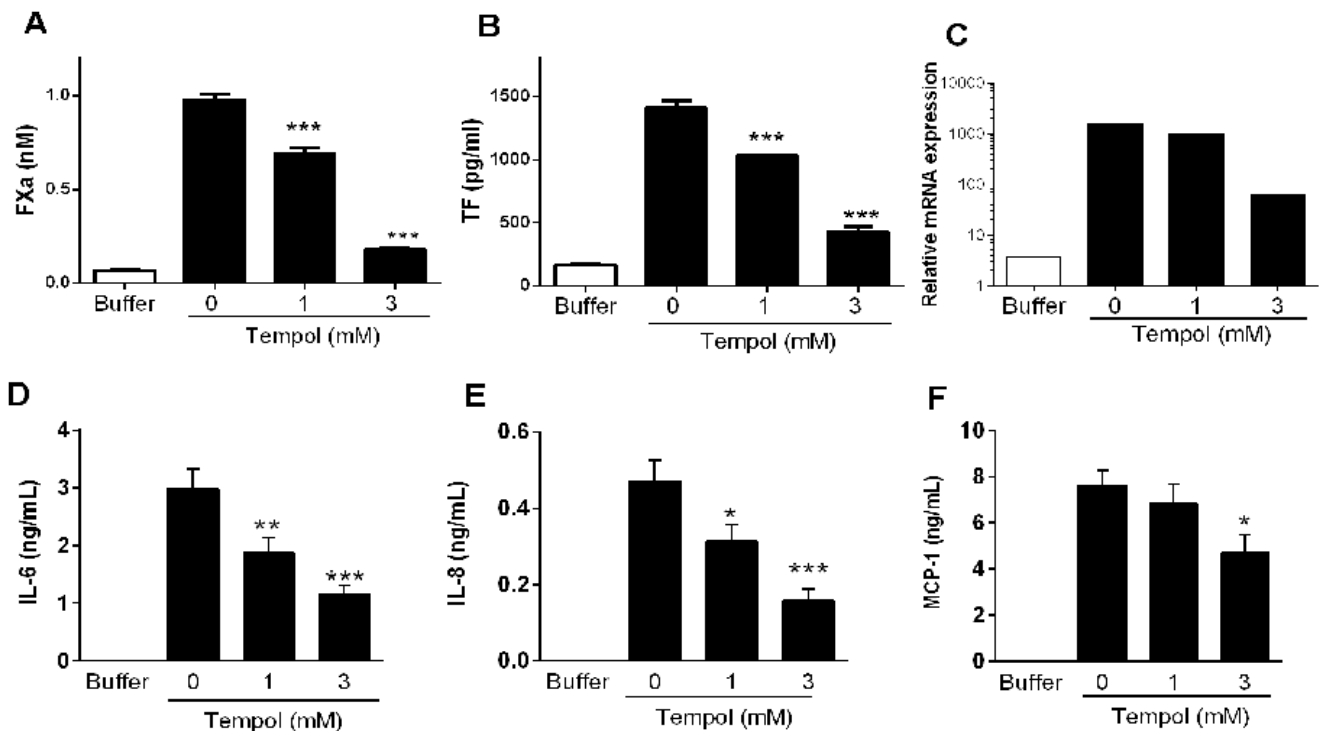 A
FXa (nM)
1.0
0.5
0.0
***
***
Buffer 0 1 3
Tempol (mM)
B
TF (pg/ml)
1500
1000
500
0
***
***
Buffer 0 1 3
Tempol (mM)
C
Relative mRNA expression
10000
1000
100
10
1
Buffer 0 1 3
Tempol (mM)
D
IL-6 (ng/mL)
4
3
2
1
0
**
***
Buffer 0 1 3
Tempol (mM)
E
IL-8 (ng/mL)
0.6
0.4
0.2
0.0
*
***
Buffer 0 1 3
Tempol (mM)
F
MCP-1 (ng/mL)
10
8
6
4
2
0
*
Buffer 0 1 3
Tempol (mM)